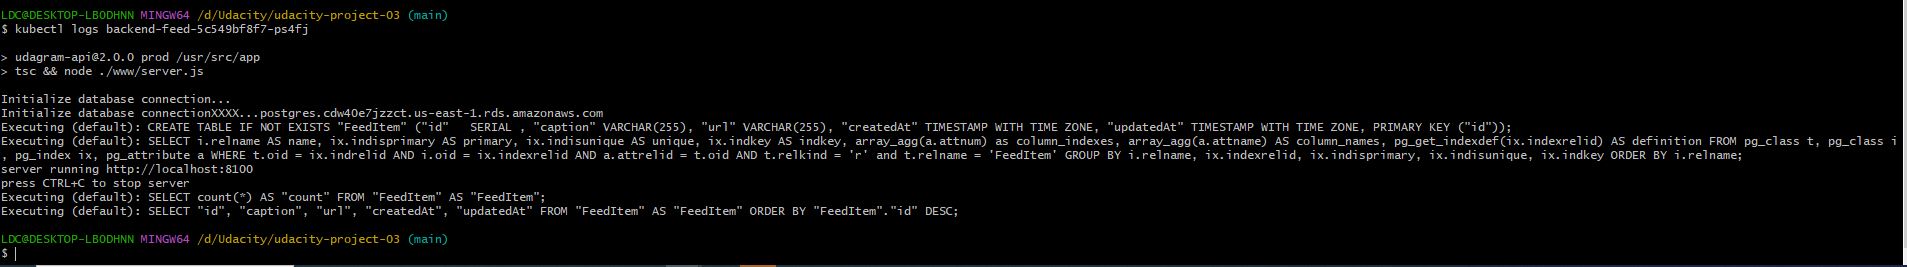 LDC@DESKTOP-LBODHNN MINGW64 /d/Udacity/udacity-project-03 (main)
$ kubectl logs backend-feed-5c549bf8f7-ps4fj
> udagram-api@2.0.0 prod /usr/src/app
> tsc && node ./www/server.js
Initialize database connection...
Initialize database connectionXXXX...postgres.cdw40e7jzzct.us-east-1.rds.amazonaws.com
Executing (default): CREATE TABLE IF NOT EXISTS "FeedItem" ("id"   SERIAL , "caption" VARCHAR(255), "url" VARCHAR(255), "createdAt" TIMESTAMP WITH TIME ZONE, "updatedAt" TIMESTAMP WITH TIME ZONE, PRIMARY KEY ("id"));
Executing (default): SELECT i.relname AS name, ix.indisprimary AS primary, ix.indisunique AS unique, ix.indkey AS indkey, array_agg(a.attnum) as column_indexes, array_agg(a.attname) AS column_names, pg_get_indexdef(ix.indexrelid) AS definition FROM pg_class t, pg_class i
, pg_index ix, pg_attribute a WHERE t.oid = ix.indrelid AND i.oid = ix.indexrelid AND a.attrelid = t.oid AND t.relkind = 'r' and t.relname = 'FeedItem' GROUP BY i.relname, ix.indexrelid, ix.indisprimary, ix.indisunique, ix.indkey ORDER BY i.relname;
server running http://localhost:8100
press CTRL+C to stop server
Executing (default): SELECT count(*) AS "count" FROM "FeedItem" AS "FeedItem";
Executing (default): SELECT "id", "caption", "url", "createdAt", "updatedAt" FROM "FeedItem" AS "FeedItem" ORDER BY "FeedItem"."id" DESC;
LDC@DESKTOP-LBODHNN MINGW64 /d/Udacity/udacity-project-03 (main)
$